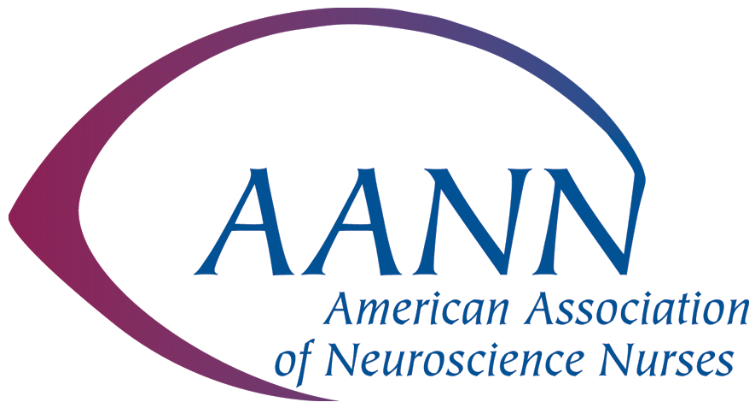 AANN
American Association
of Neuroscience Nurses